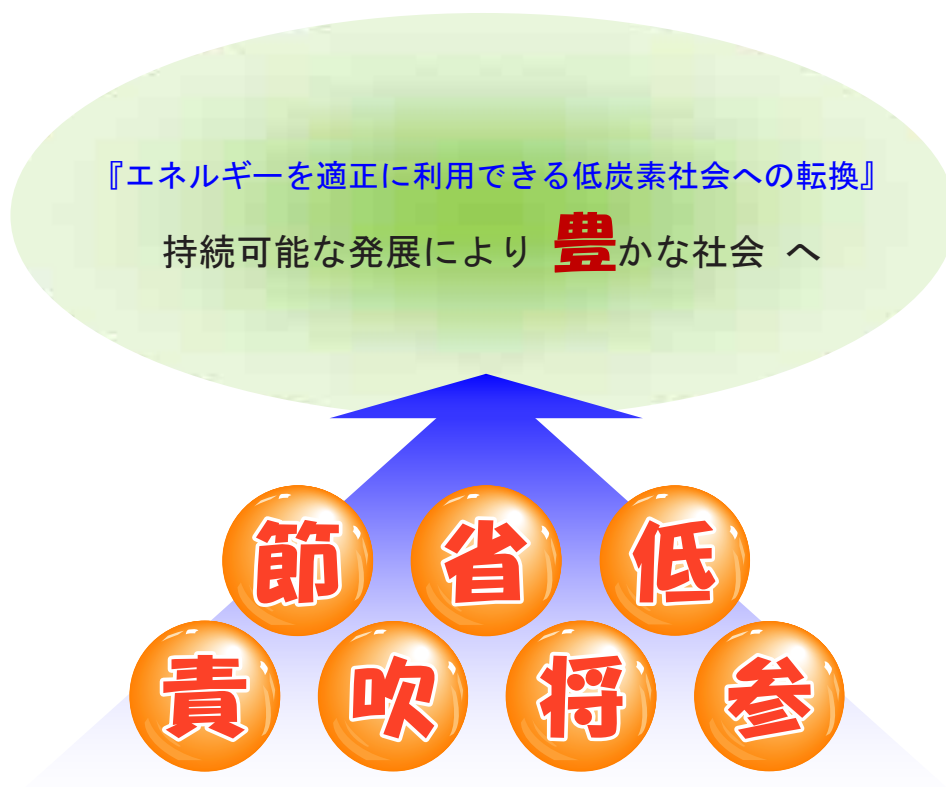 『エネルギーを適正に利用できる低炭素社会への転換』
持続可能な発展により 豊かな社会 へ
節 省 低
責 吹 将 参